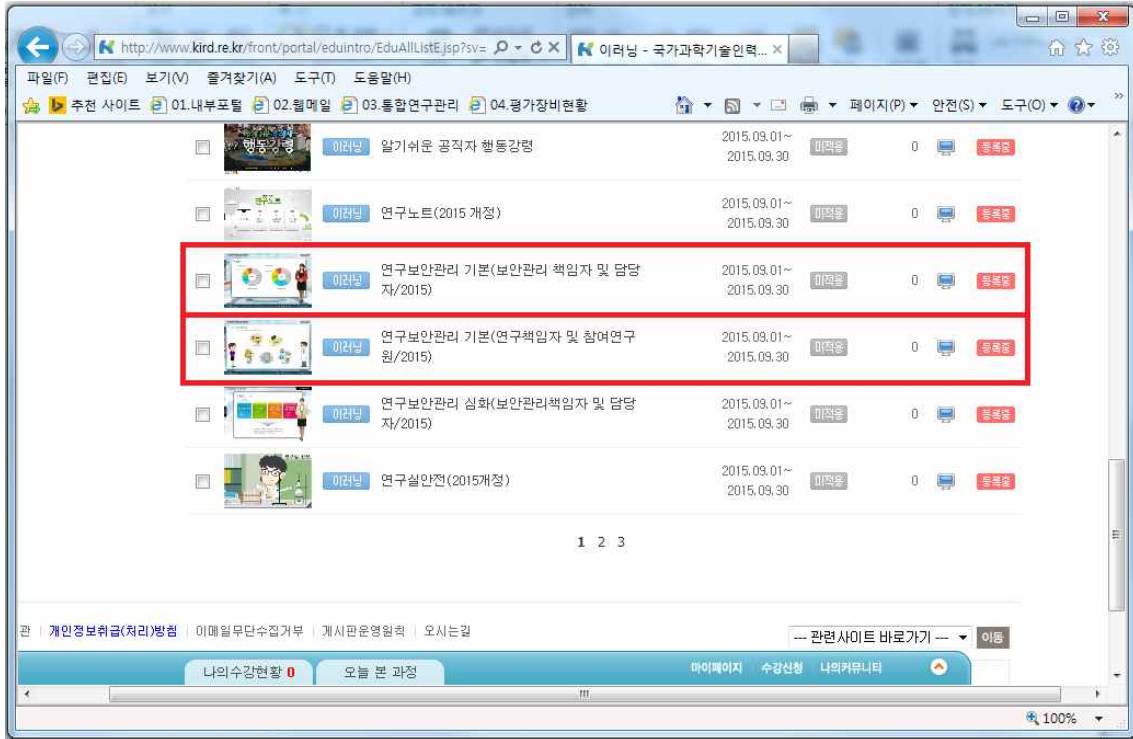 http://www.kird.re.kr/front/portal/eduintro/EduAllListE.jsp?sv=
이러닝 - 국가과학기술인력...
파일(F) 편집(E) 보기(V) 즐겨찾기(A) 도구(T) 도움말(H)
추천 사이트 01.내부포털 02.웹메일 03.통합연구관리 04.평가장비현황 페이지(P) 안전(S) 도구(O)
행동강령 이러닝 알기쉬운 공직자 행동강령 2015.09.01~ 미적용 0 등록중
2015.09.30
연구노트 이러닝 연구노트(2015 개정) 2015.09.01~ 미적용 0 등록중
2015.09.30
이러닝 연구보안관리 기본(보안관리 책임자 및 담당 2015.09.01~ 미적용 0 등록중
자/2015) 2015.09.30
이러닝 연구보안관리 기본(연구책임자 및 참여연구 2015.09.01~ 미적용 0 등록중
원/2015) 2015.09.30
이러닝 연구보안관리 심화(보안관리책임자 및 담당 2015.09.01~ 미적용 0 등록중
자/2015) 2015.09.30
이러닝 연구실안전(2015개정) 2015.09.01~ 미적용 0 등록중
2015.09.30
1 2 3
관 개인정보취급(처리)방침 이메일무단수집거부 게시판운영원칙 오시는길
--- 관련사이트 바로가기 --- 이동
나의수강현황 0 오늘 본 과정 마이페이지 수강신청 나의커뮤니티
100%